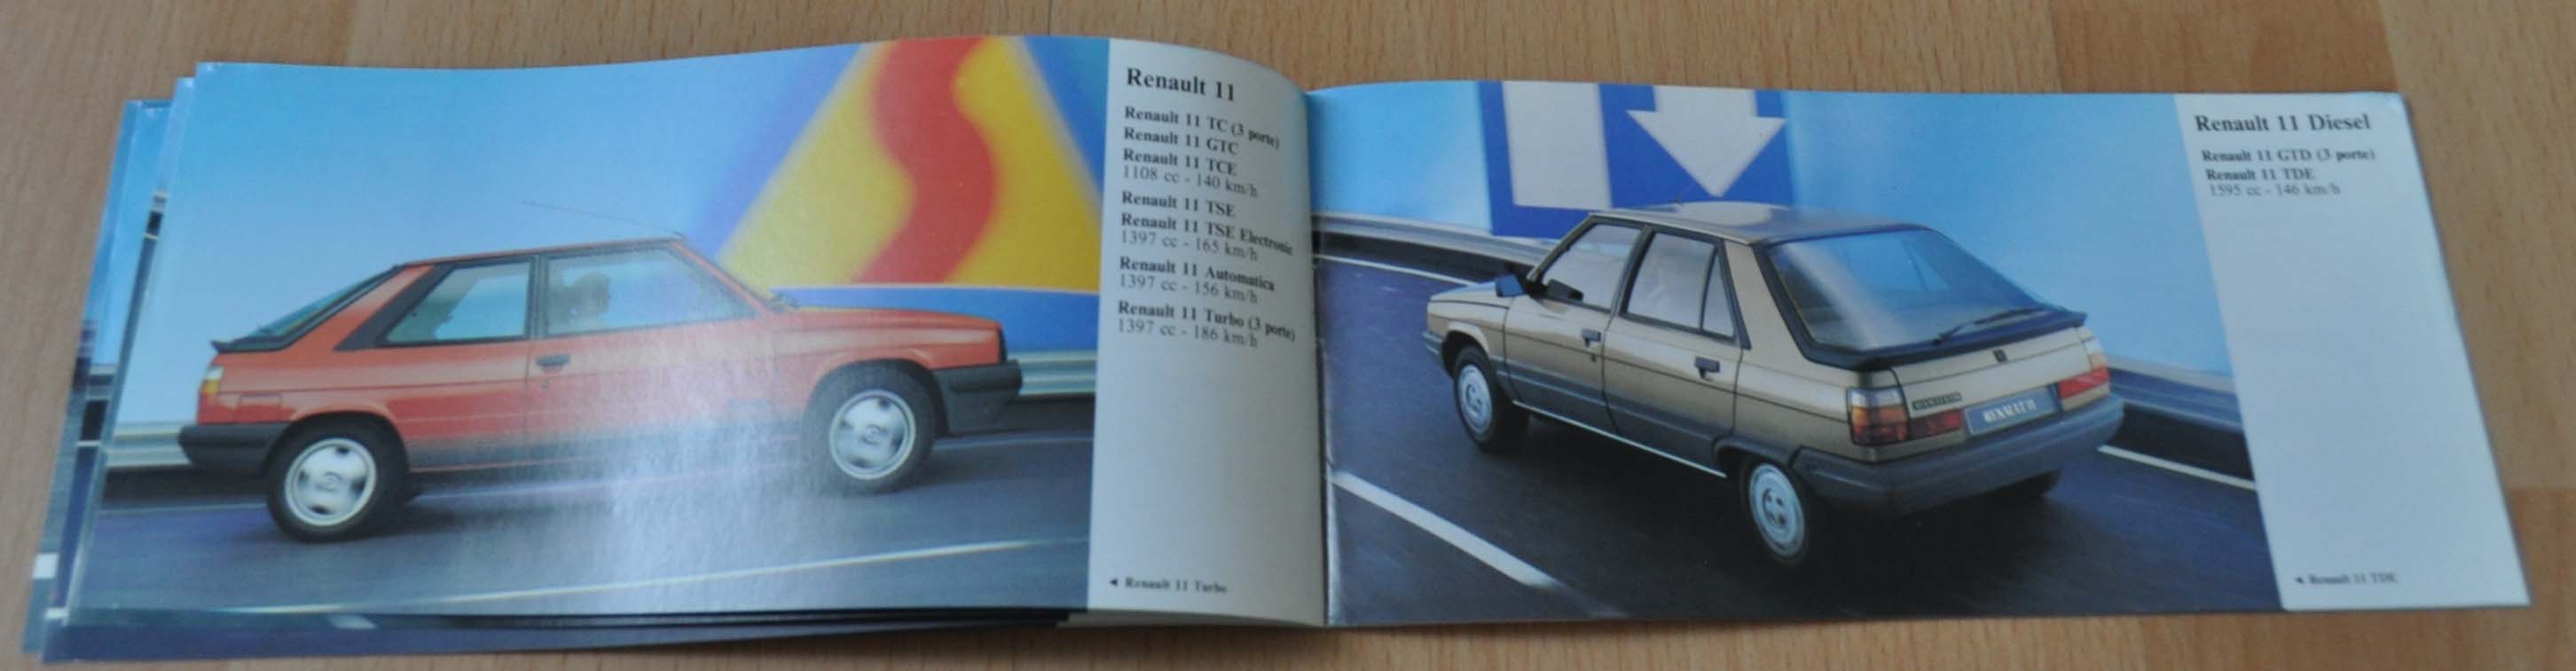 Renault 11
Renault 11 TC (3 porte)
Renault 11 GTC
Renault 11 TCE
1108 cc - 140 km/h
Renault 11 TSE
Renault 11 TSE Electronic
1397 cc - 165 km/h
Renault 11 Automatica
1397 cc - 156 km/h
Renault 11 Turbo (3 porte)
1397 cc - 186 km/h
◄ Renault 11 Turbo
RENAULT 11
Renault 11 Diesel
Renault 11 GTD (3 porte)
Renault 11 TDE
1595 cc - 146 km/h
◄ Renault 11 TDE